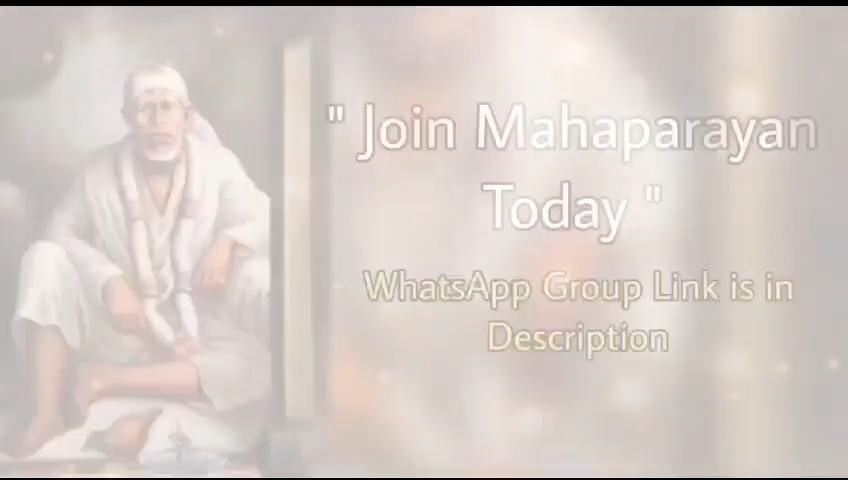 " Join Mahaparayan
Today "
WhatsApp Group Link is in
Description